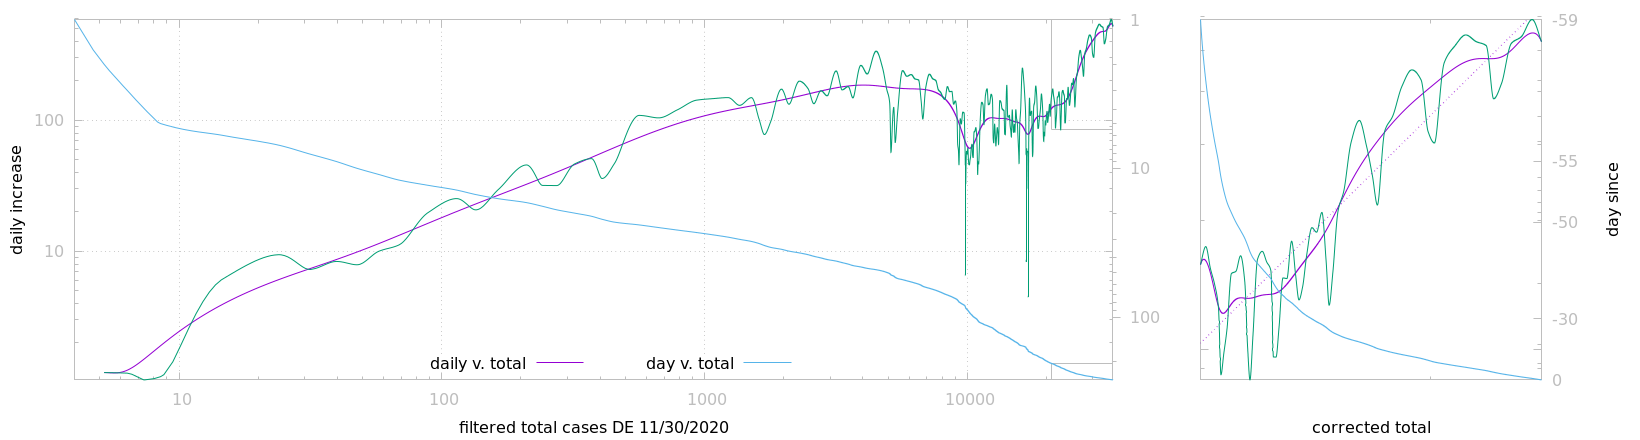 1
-59
100
daily increase
10
-55
-50
day since
10
100
-30
daily v. total
day v. total
0
10
100
1000
10000
filtered total cases DE 11/30/2020
corrected total